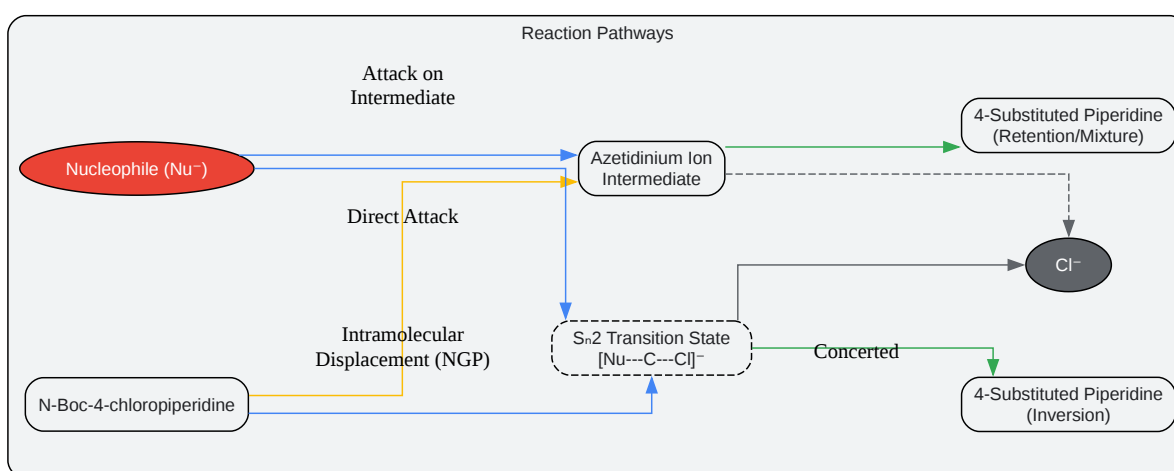 Reaction Pathways
Attack on
Intermediate
4-Substituted Piperidine
(Retention/Mixture)
Nucleophile (Nu⁻)
Azetidinium Ion
Intermediate
Direct Attack
Cl⁻
Intramolecular
Displacement (NGP)
Sₙ2 Transition State
[Nu---C---Cl]⁻
Concerted
N-Boc-4-chloropiperidine
4-Substituted Piperidine
(Inversion)